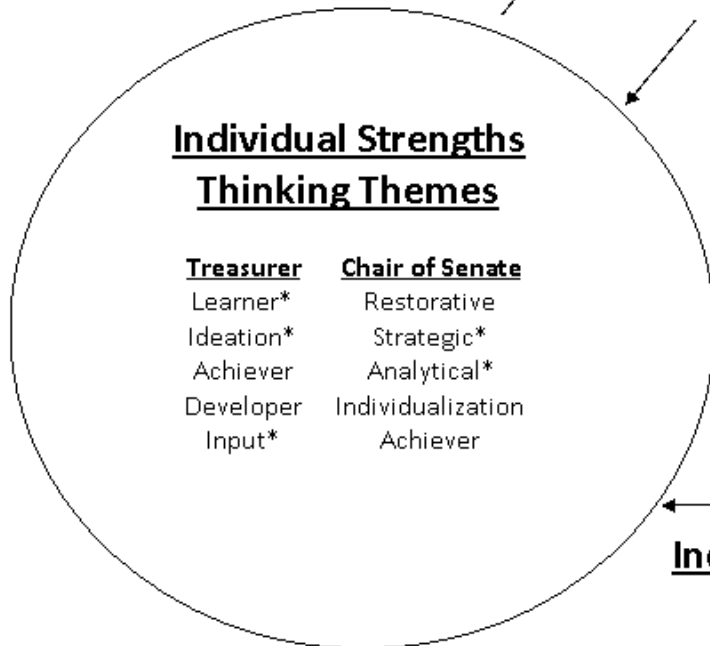 Individual Strengths
Thinking Themes
Treasurer Chair of Senate
Learner* Restorative
Ideation* Strategic*
Achiever Analytical*
Developer Individualization
Input* Achiever